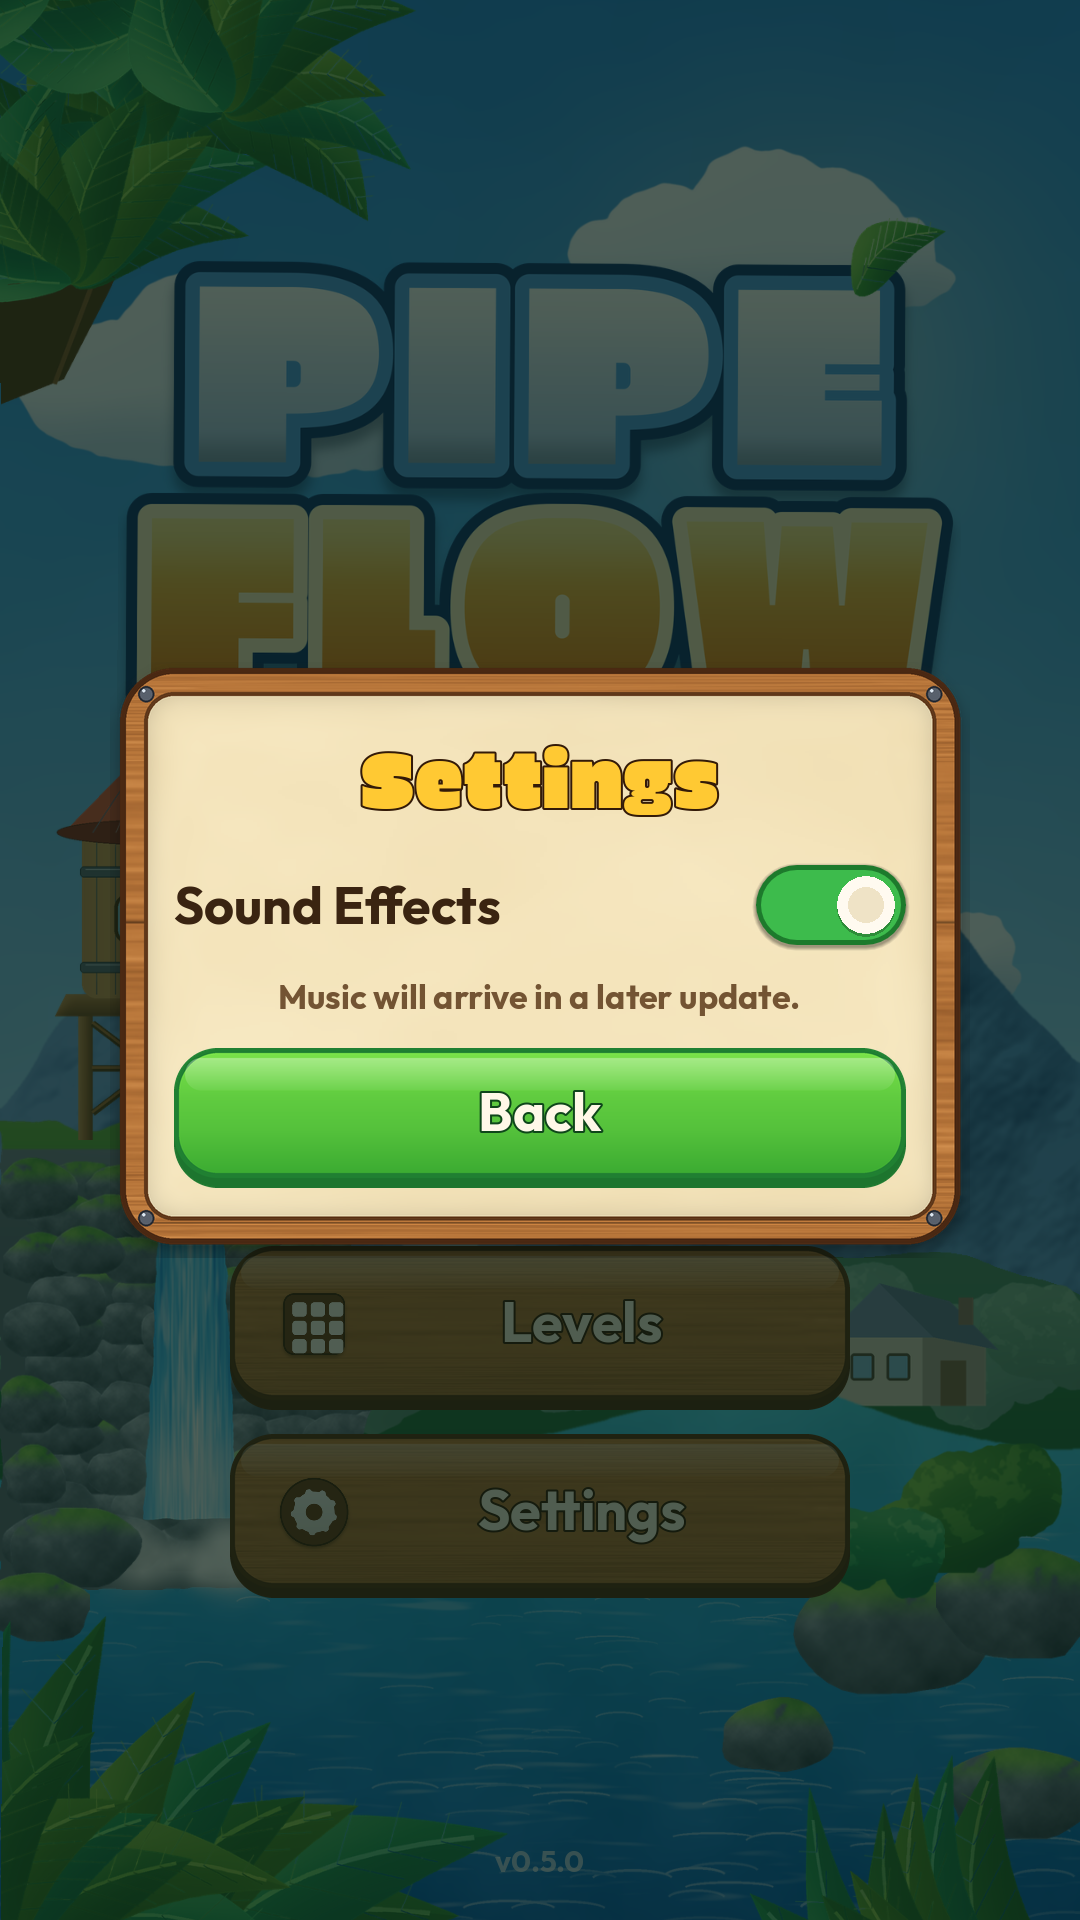 PIPE
FLOW
Settings
Sound Effects
Music will arrive in a later update.
Back
Levels
Settings
v0.5.0